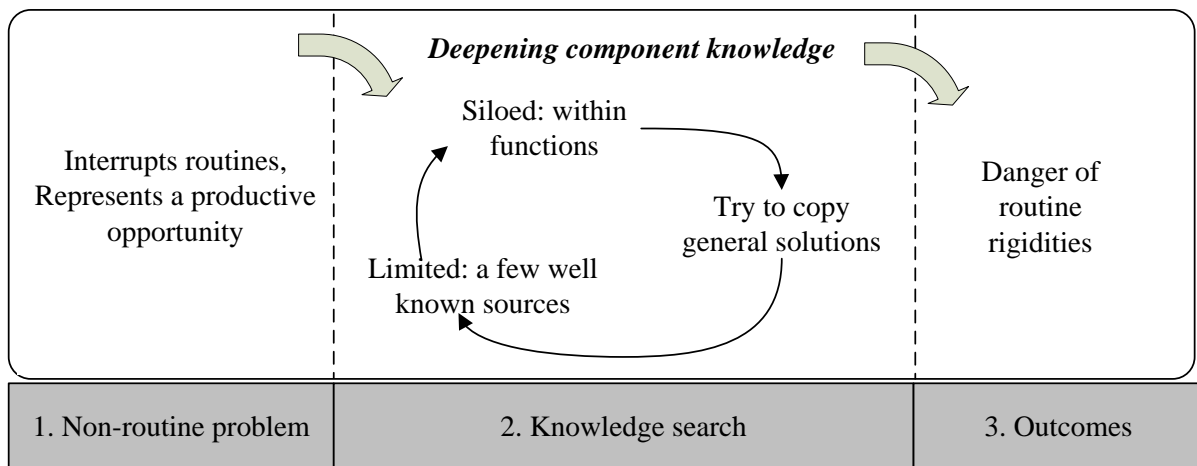 Deepening component knowledge
Interrupts routines,
Represents a productive
opportunity
Siloed: within
functions
Try to copy
general solutions
Limited: a few well
known sources
Danger of
routine
rigidities
1. Non-routine problem
2. Knowledge search
3. Outcomes